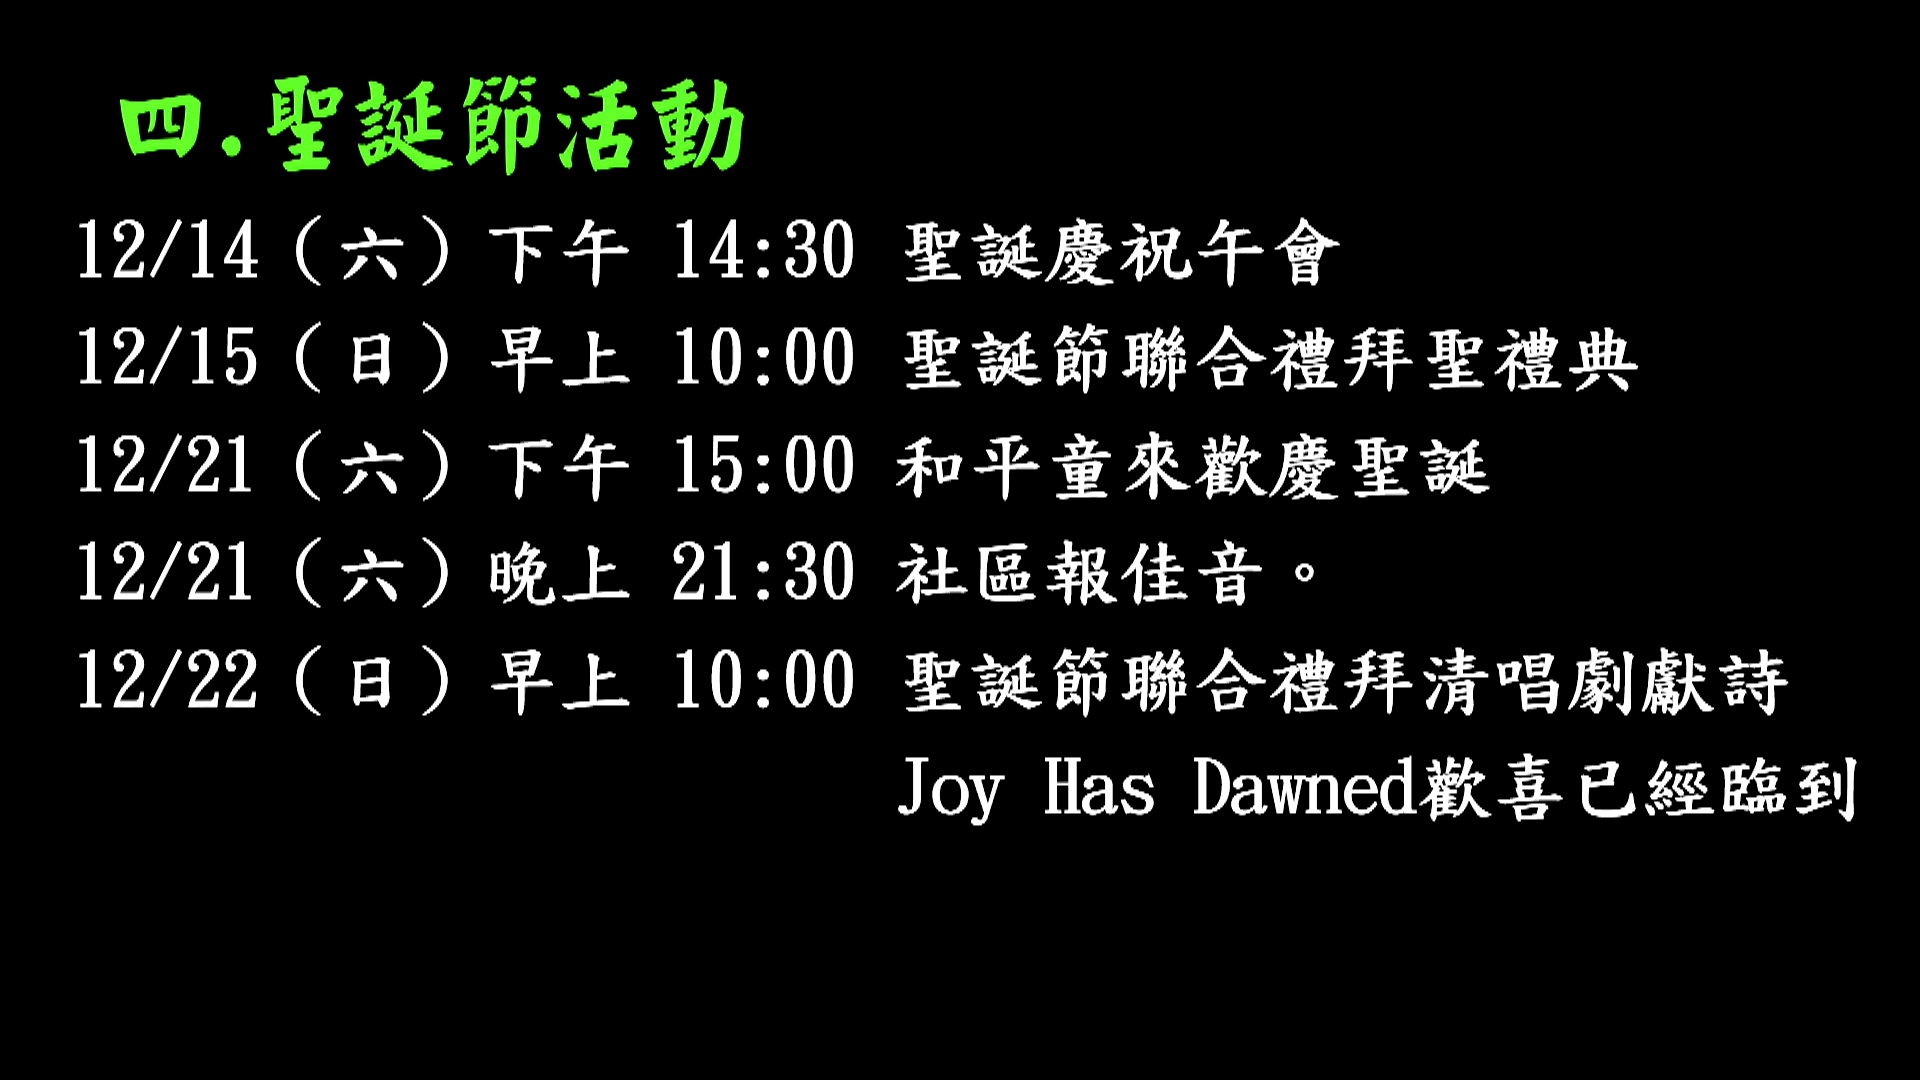 四.聖誕節活動
12/14（六）下午 14:30 聖誕慶祝午會
12/15（日）早上 10:00 聖誕節聯合禮拜聖禮典
12/21（六）下午 15:00 和平童來歡慶聖誕
12/21（六）晚上 21:30 社區報佳音。
12/22（日）早上 10:00 聖誕節聯合禮拜清唱劇獻詩
Joy Has Dawned歡喜已經臨到